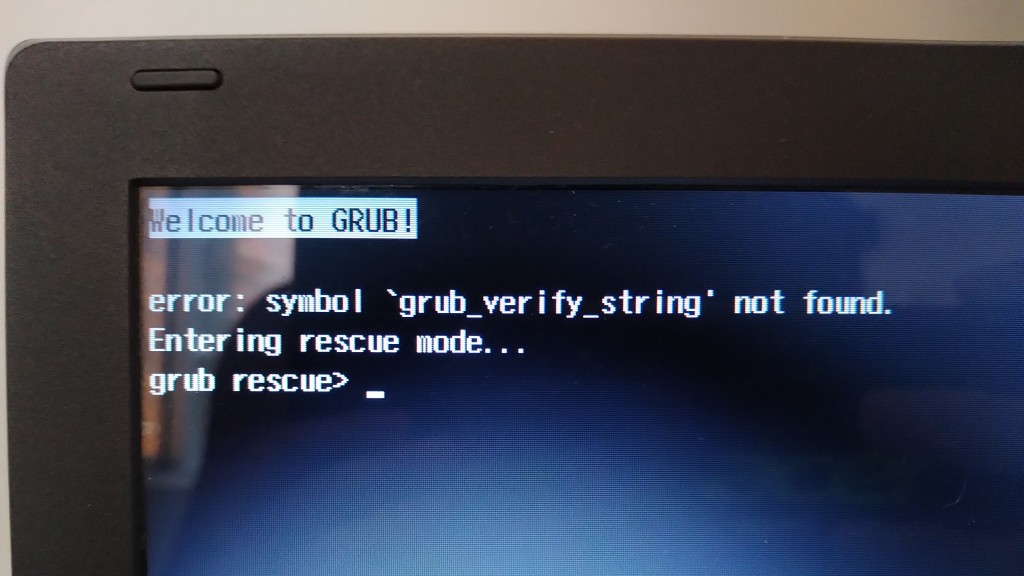 Welcome to GRUB!
error: symbol `grub_verify_string' not found.
Entering rescue mode...
grub rescue> _